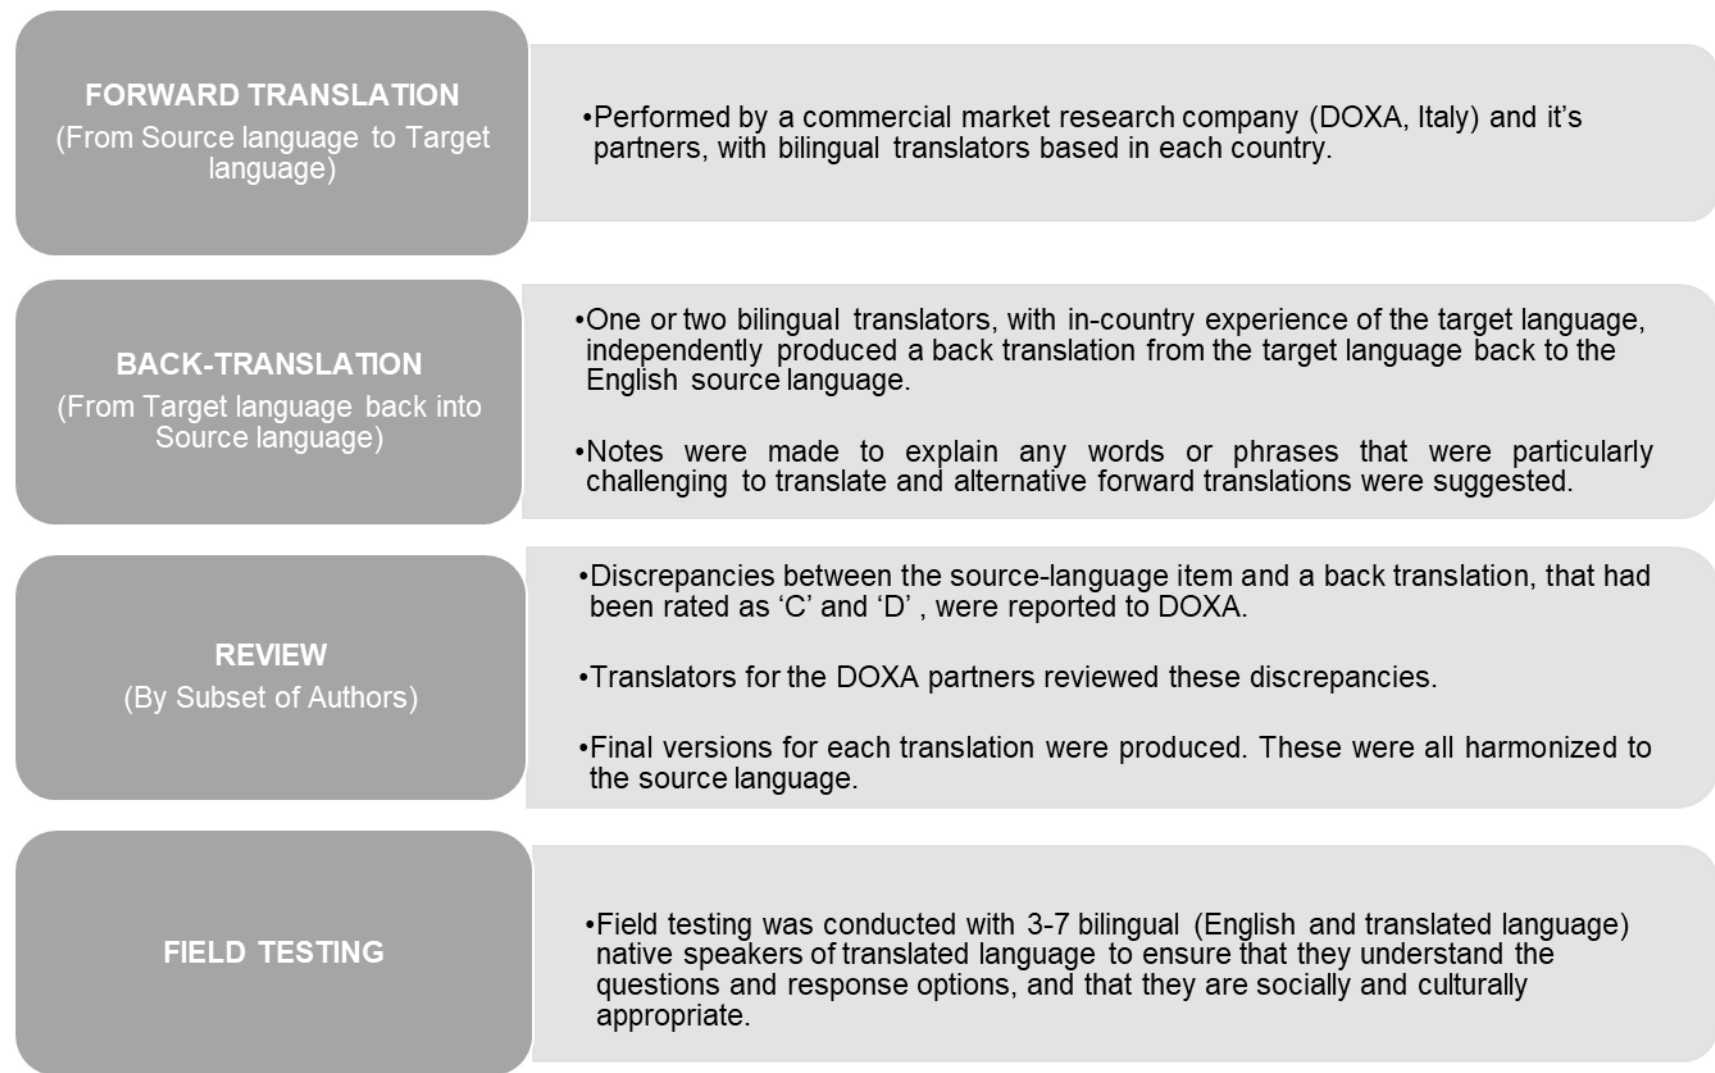 FORWARD TRANSLATION
(From Source language to Target
language)
•Performed by a commercial market research company (DOXA, Italy) and it's
partners, with bilingual translators based in each country.
BACK-TRANSLATION
(From Target language back into
Source language)
•One or two bilingual translators, with in-country experience of the target language,
independently produced a back translation from the target language back to the
English source language.
•Notes were made to explain any words or phrases that were particularly
challenging to translate and alternative forward translations were suggested.
REVIEW
(By Subset of Authors)
•Discrepancies between the source-language item and a back translation, that had
been rated as ‘C’ and ‘D’ , were reported to DOXA.
•Translators for the DOXA partners reviewed these discrepancies.
•Final versions for each translation were produced. These were all harmonized to
the source language.
FIELD TESTING
•Field testing was conducted with 3-7 bilingual (English and translated language)
native speakers of translated language to ensure that they understand the
questions and response options, and that they are socially and culturally
appropriate.